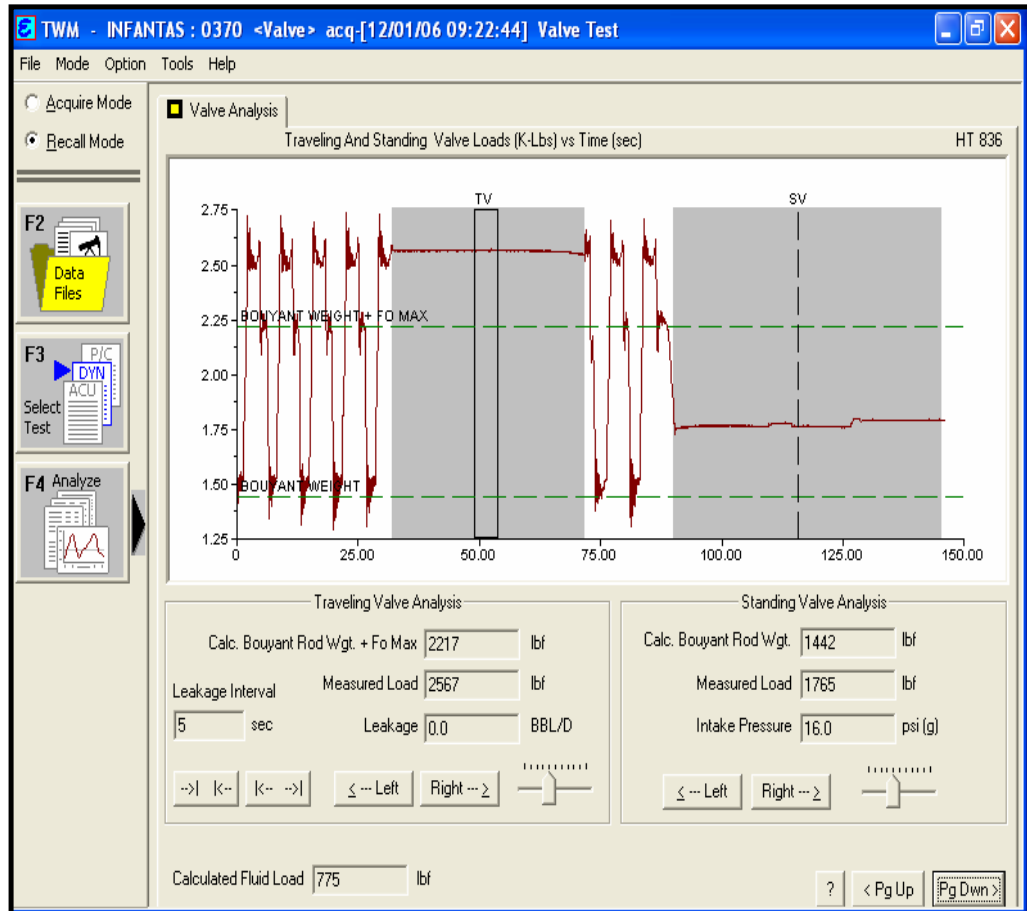 TWM - INFANTAS : 0370 <Valve> acq-[12/01/06 09:22:44] Valve Test
File Mode Option Tools Help
Acquire Mode
Recall Mode
F2
Data
Files
F3
P/C
DYN
ACU
Select
Test
F4 Analyze
Valve Analysis
Traveling And Standing Valve Loads (K-Lbs) vs Time (sec) HT 836
TV SV
2.75
2.50
2.25
BOUYANT WEIGHT + FO MAX
2.00
1.75
1.50
BOUYANT WEIGHT
1.25
0 25.00 50.00 75.00 100.00 125.00 150.00
Traveling Valve Analysis
Calc. Bouyant Rod Wgt. + Fo Max 2217 lbf
Measured Load 2567 lbf
Leakage Interval
5 sec
Leakage 0.0 BBL/D
-->| |<-- |<-- -->| < --- Left Right --- >
Standing Valve Analysis
Calc. Bouyant Rod Wgt. 1442 lbf
Measured Load 1765 lbf
Intake Pressure 16.0 psi (g)
< --- Left Right --- >
Calculated Fluid Load 775 lbf
? < Pg Up Pg Dwn >